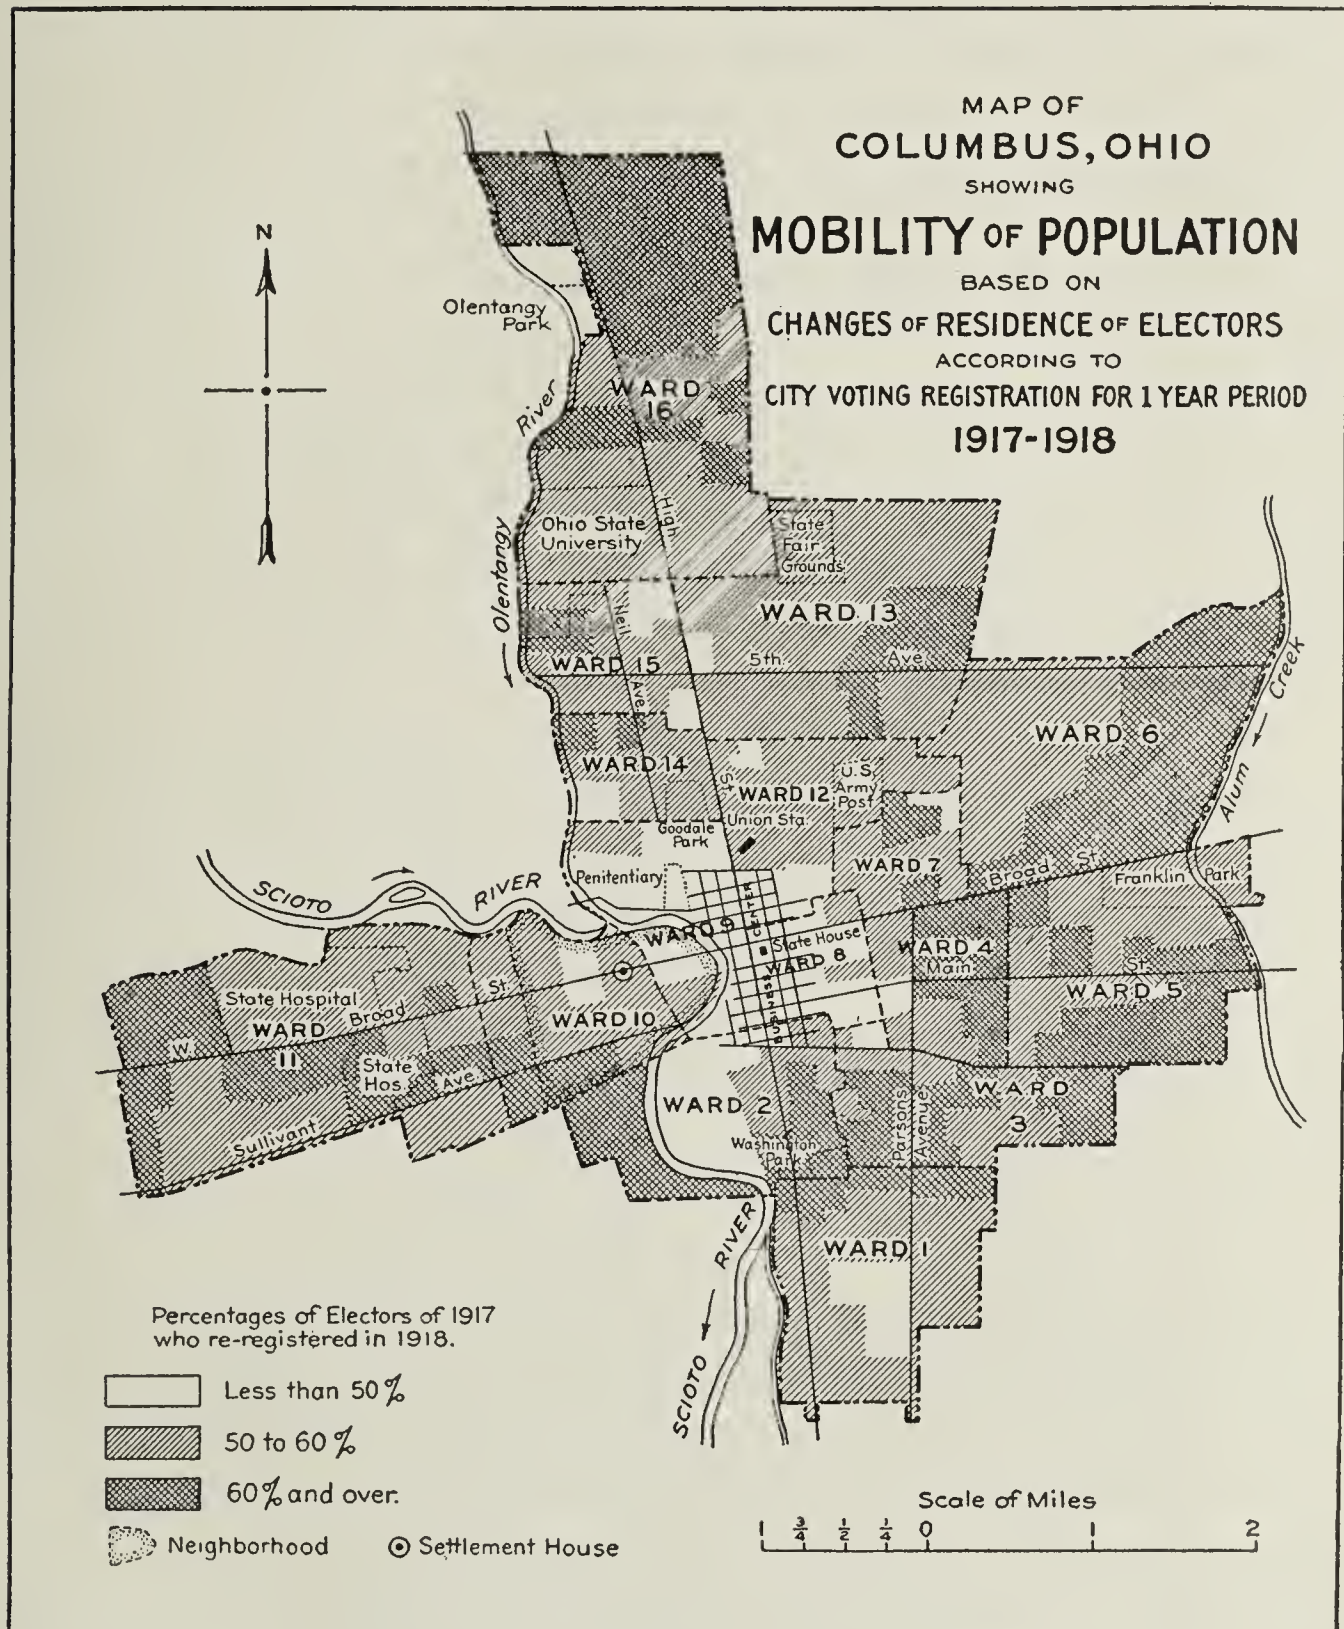 MAP OF
COLUMBUS, OHIO
SHOWING
MOBILITY OF POPULATION
BASED ON
CHANGES OF RESIDENCE OF ELECTORS
ACCORDING TO
CITY VOTING REGISTRATION FOR 1 YEAR PERIOD
1917-1918
N
Olentangy
Park
WARD
16
River
Olentangy
High
St.
Ohio State
University
State
Fair
Grounds
WARD 13
Neil
Ave.
WARD 15
5th.
Ave.
WARD 6
Alum Creek
WARD 14
WARD 12
U.S.
Army
Post
Union Sta.
Goodale
Park
WARD 7
Broad St.
Franklin Park
Penitentiary
SCIOTO RIVER
WARD 9
BUSINESS CENTER
State House
WARD 8
WARD 4
Main St.
WARD 5
State Hospital
WARD
11
W. Broad St.
WARD 10
State
Hos.
Sullivant Ave.
WARD 2
Washington
Park
Parsons
Avenue
WARD
3
WARD 1
SCIOTO RIVER
Percentages of Electors of 1917
who re-registered in 1918.
Less than 50%
50 to 60%
60% and over.
Neighborhood
Settlement House
Scale of Miles
1 3/4 1/2 1/4 0 1 2